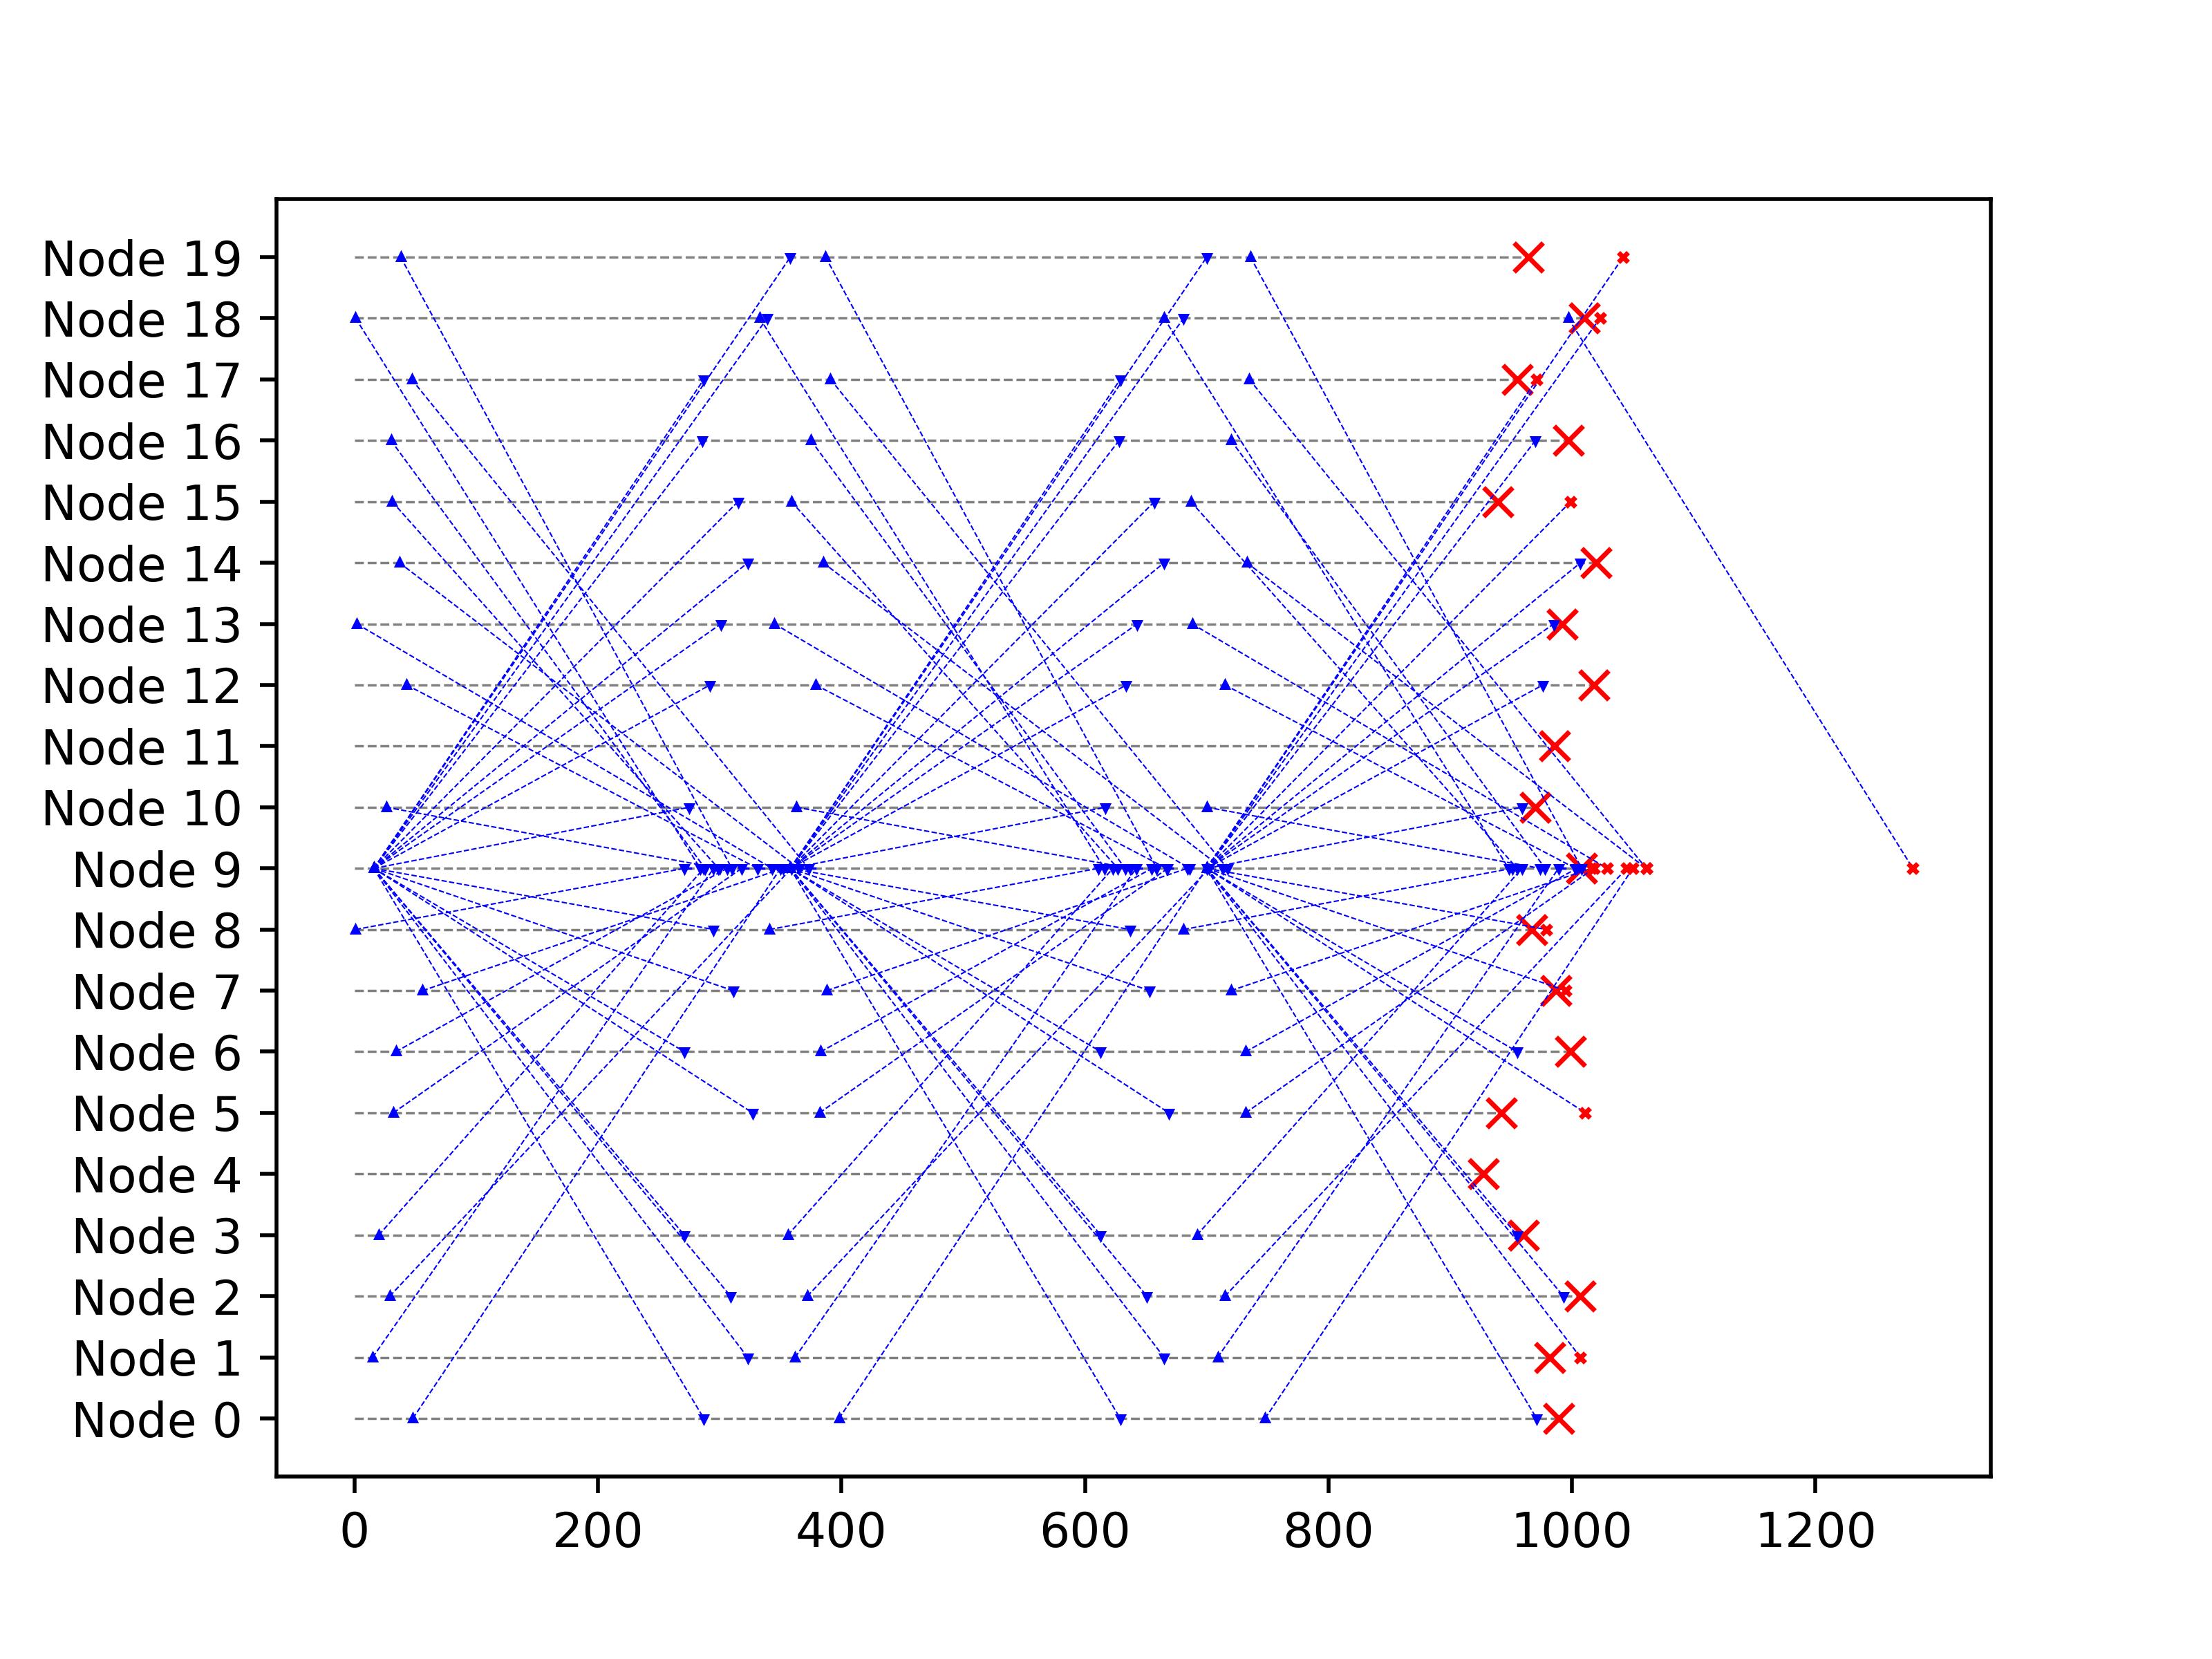 Node 19
Node 18
Node 17
Node 16
Node 15
Node 14
Node 13
Node 12
Node 11
Node 10
Node 9
Node 8
Node 7
Node 6
Node 5
Node 4
Node 3
Node 2
Node 1
Node 0
0 200 400 600 800 1000 1200